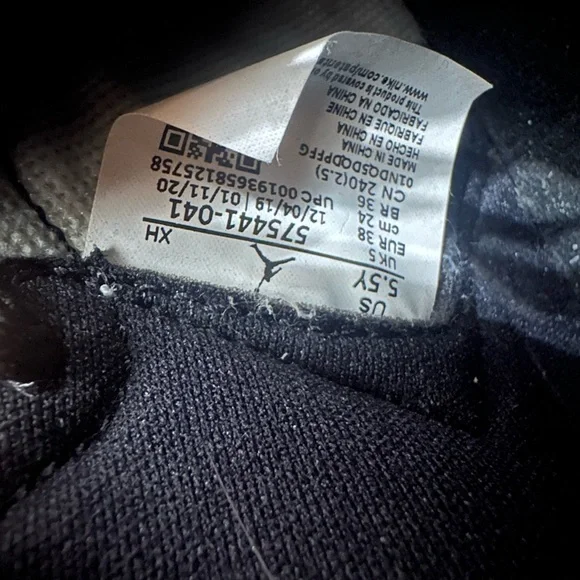 US
5.5Y
UK 5
EUR 38
cm 24
BR 36
CN 240(2.5)
XH
575441-041
12/04/19 | 01/11/20
UPC 00193658125758
01NDQSDQDPFFG
MADE IN CHINA
HECHO EN CHINA
FABRIQUE EN CHINE
FABRICADO NA CHINA
This product is covered by
www.nike.com/patents